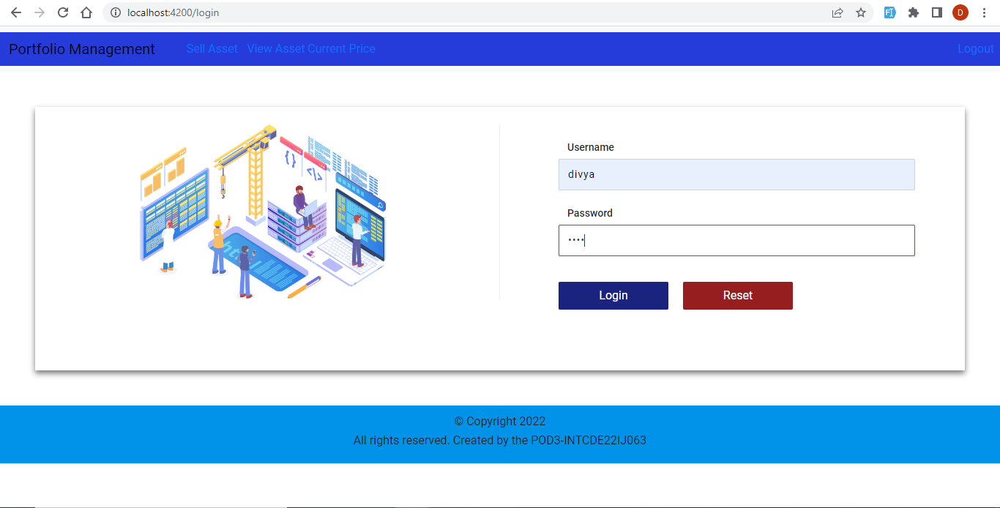 localhost:4200/login
D
Portfolio Management Sell Asset View Asset Current Price Logout
{ }
</>
html
Username
divya
Password
••••
Login Reset
© Copyright 2022
All rights reserved. Created by the POD3-INTCDE22IJ063